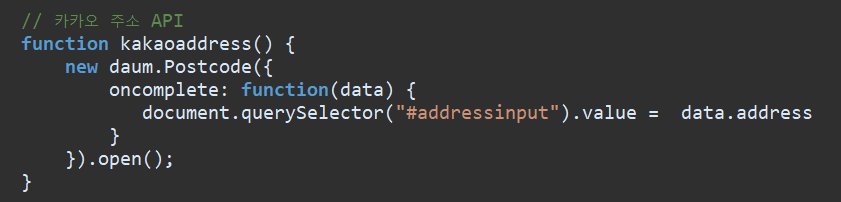 // 카카오 주소 API
function kakaoaddress() {
    new daum.Postcode({
        oncomplete: function(data) {
           document.querySelector("#addressinput").value =  data.address
        }
    }).open();
}